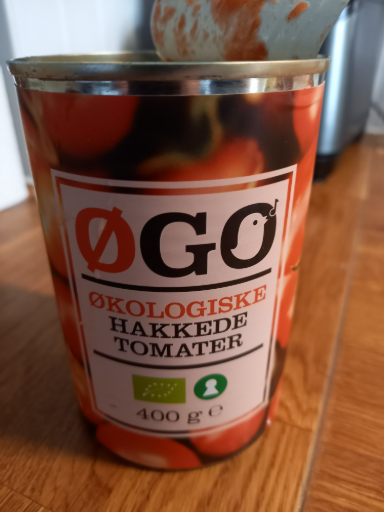 ØGO
ØKOLOGISKE
HAKKEDE
TOMATER
400 g ℮